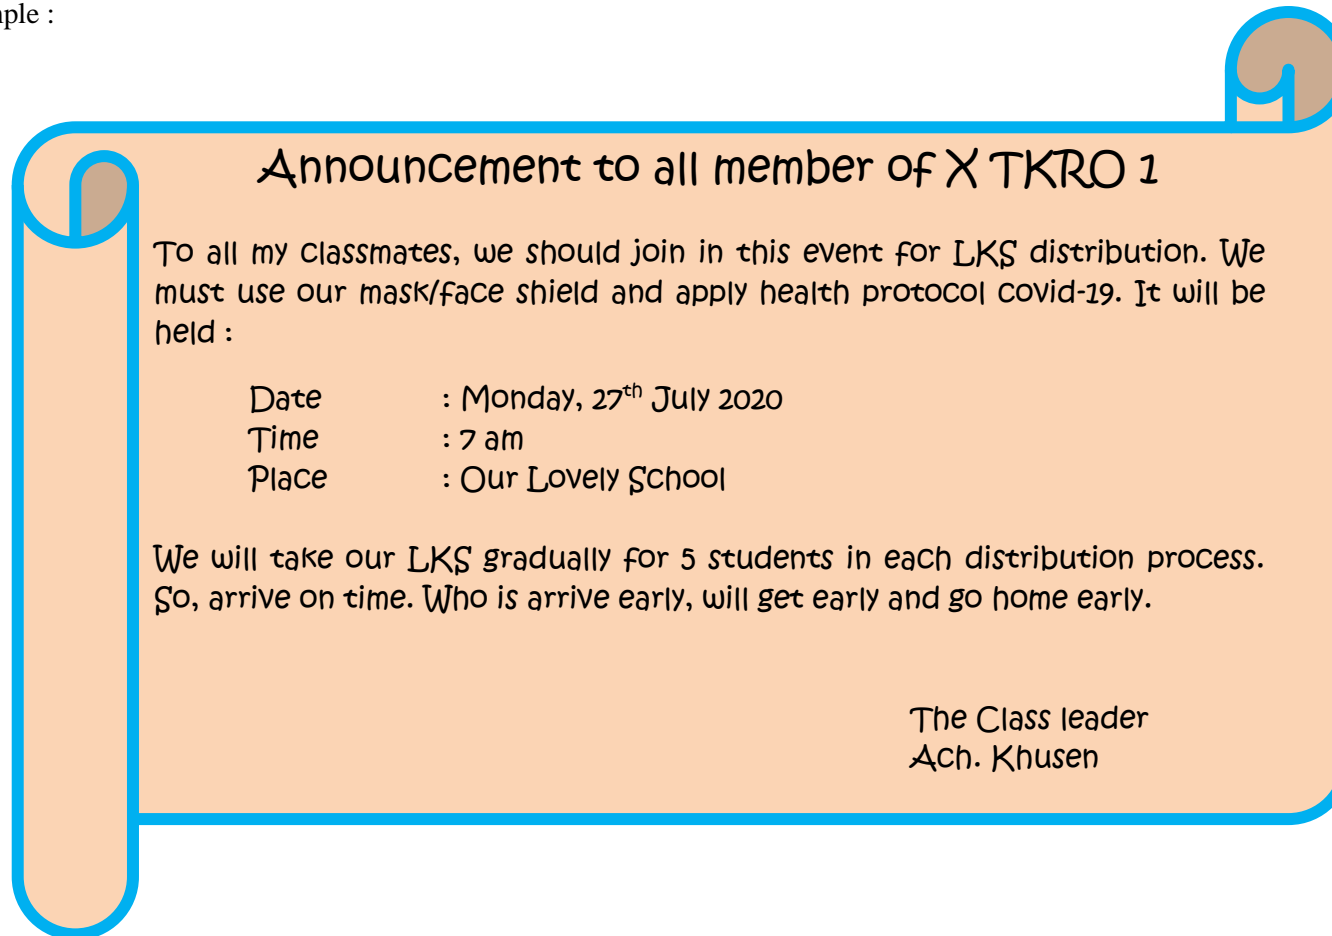 Announcement to all member of X TKRO 1
To all my classmates, we should join in this event for LKS distribution. We
must use our mask/face shield and apply health protocol covid-19. It will be
held :
Date : Monday, 27th July 2020
Time : 7 am
Place : Our Lovely School
We will take our LKS gradually for 5 students in each distribution process.
So, arrive on time. Who is arrive early, will get early and go home early.
The Class leader
Ach. Khusen